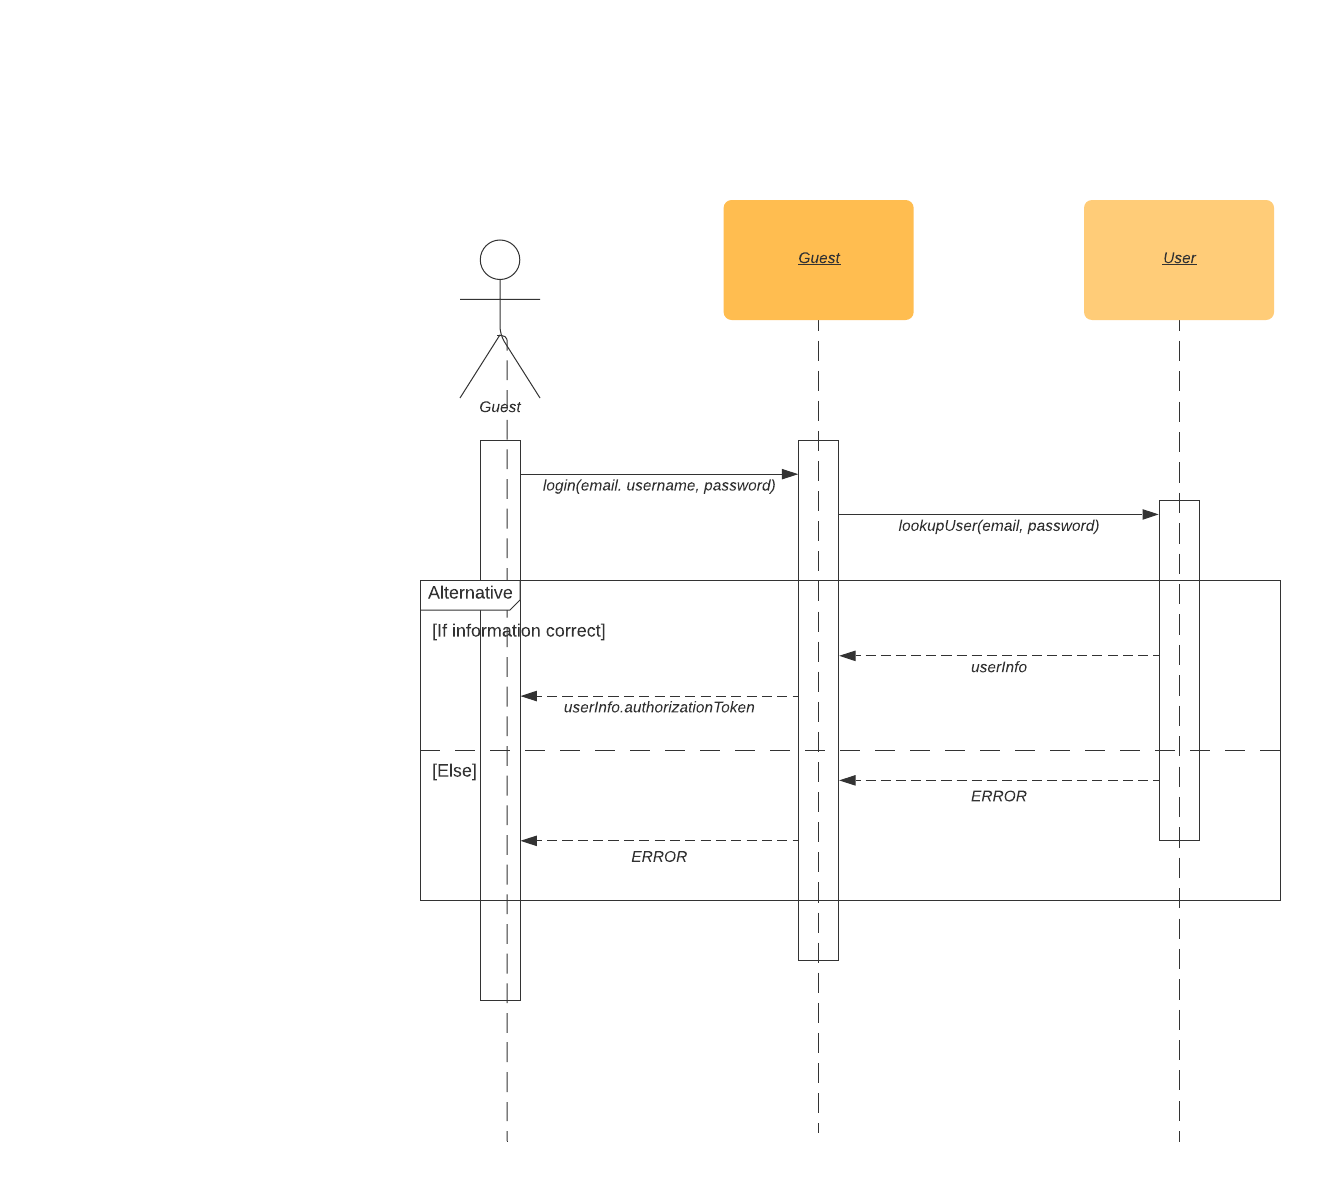 Guest
User
Guest
login(email. username, password)
lookupUser(email, password)
Alternative
[If information correct]
userInfo
userInfo.authorizationToken
[Else]
ERROR
ERROR